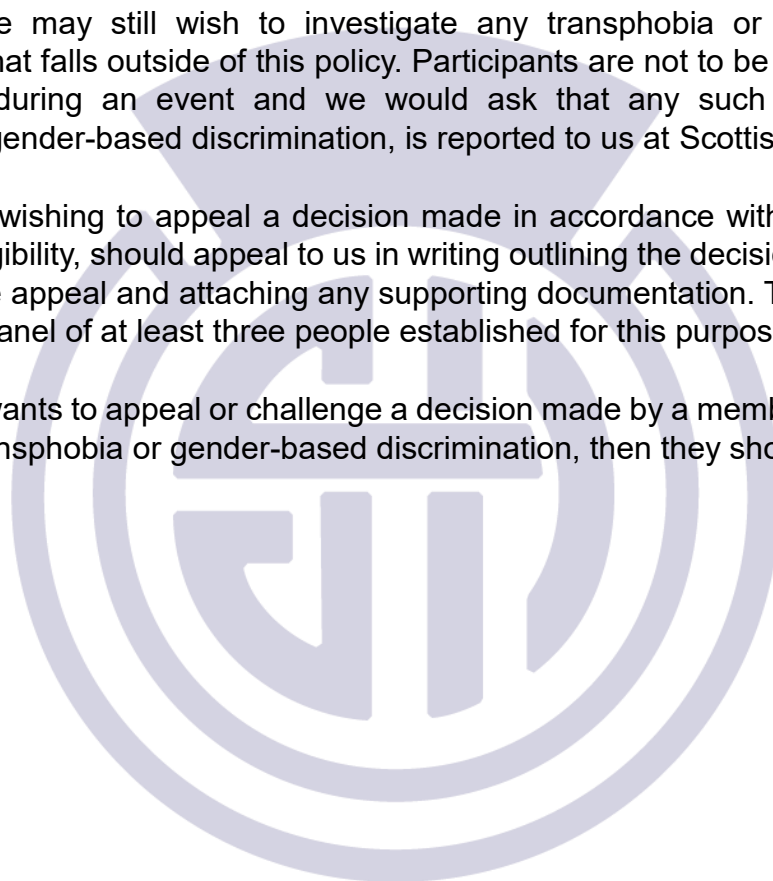 e may still wish to investigate any transphobia or
hat falls outside of this policy. Participants are not to be
during an event and we would ask that any such
gender-based discrimination, is reported to us at Scottis
wishing to appeal a decision made in accordance with
gibility, should appeal to us in writing outlining the decisi
e appeal and attaching any supporting documentation. T
anel of at least three people established for this purpos
vants to appeal or challenge a decision made by a memb
nsphobia or gender-based discrimination, then they sho